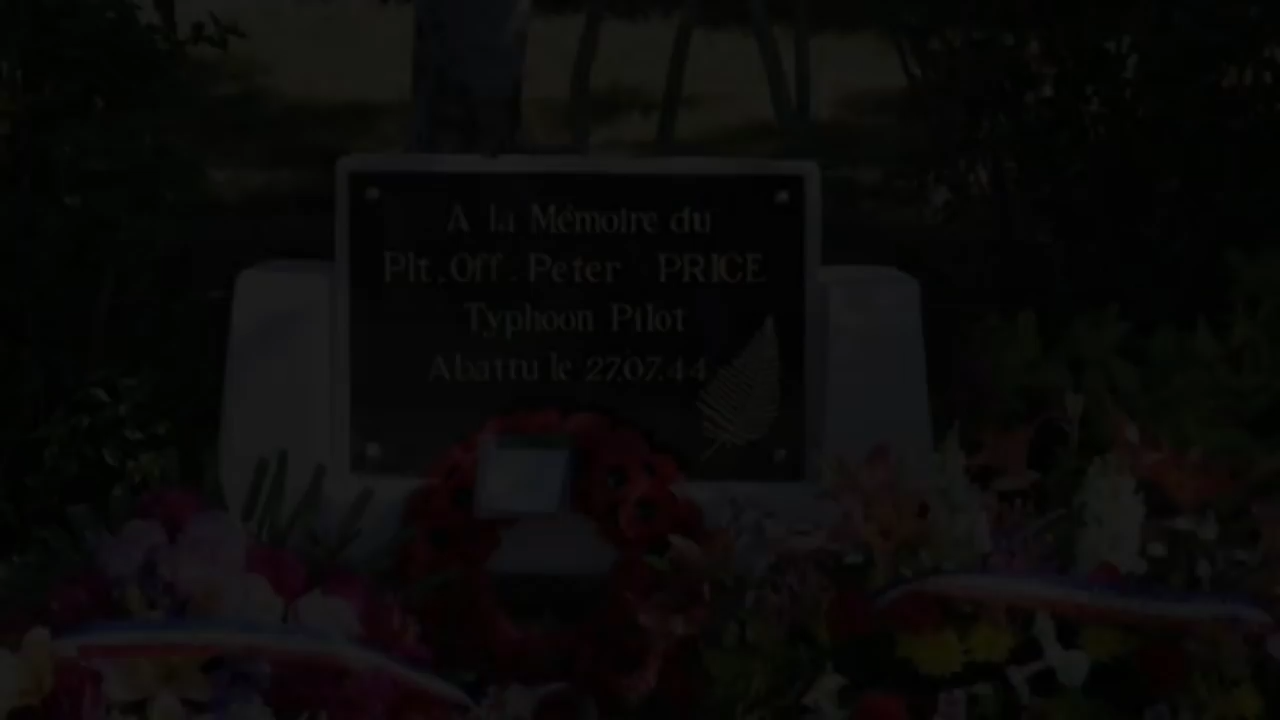 A la Mémoire du
Plt.Off. Peter PRICE
Typhoon Pilot
Abattu le 27.07.44